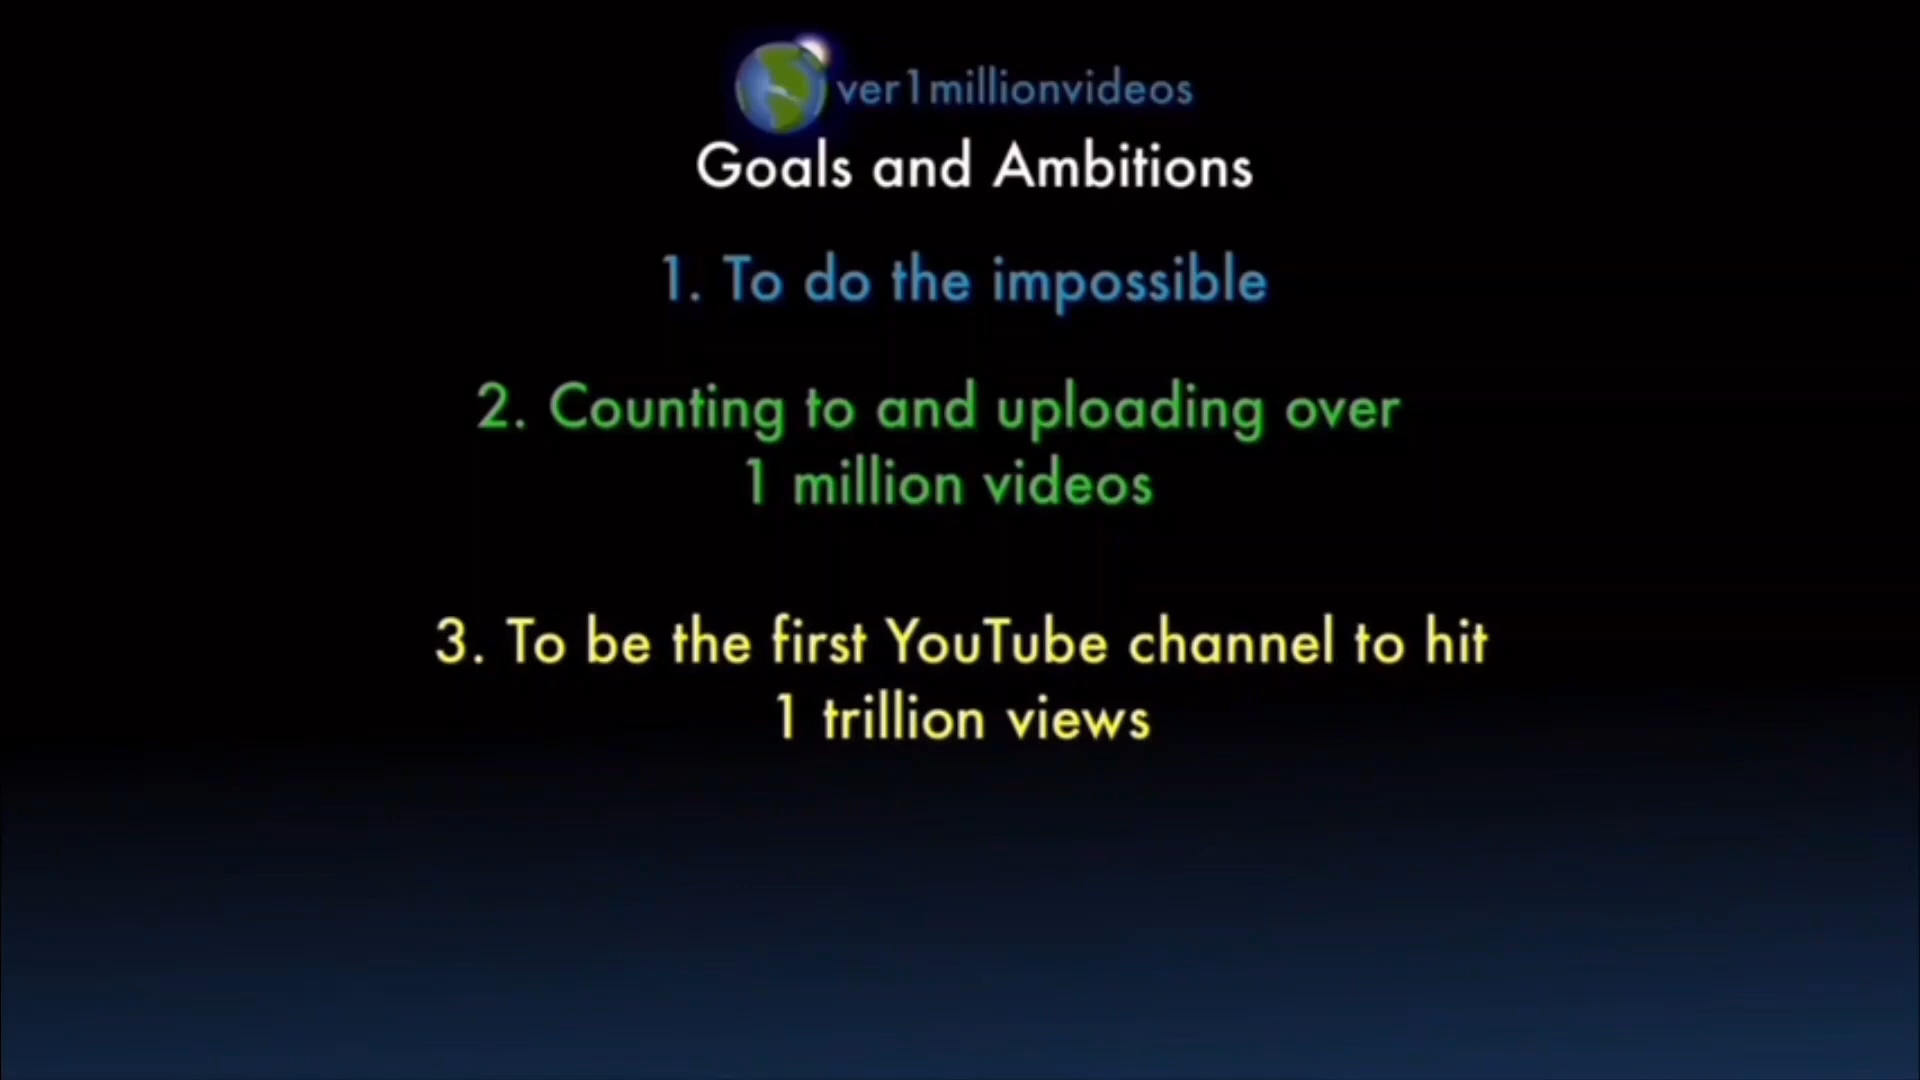 ver1millionvideos
Goals and Ambitions
1. To do the impossible
2. Counting to and uploading over
1 million videos
3. To be the first YouTube channel to hit
1 trillion views